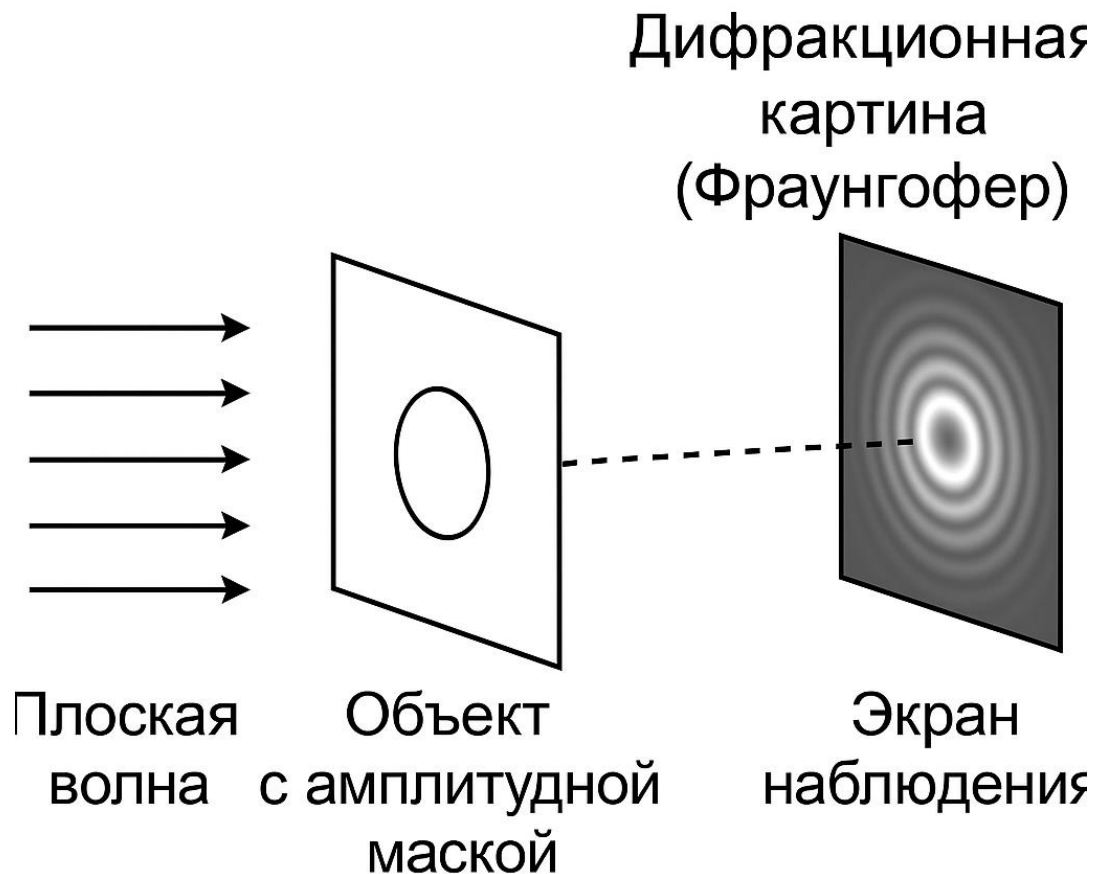 Дифракционная
картина
(Фраунгофер)
Плоская
волна
Объект
с амплитудной
маской
Экран
наблюдения